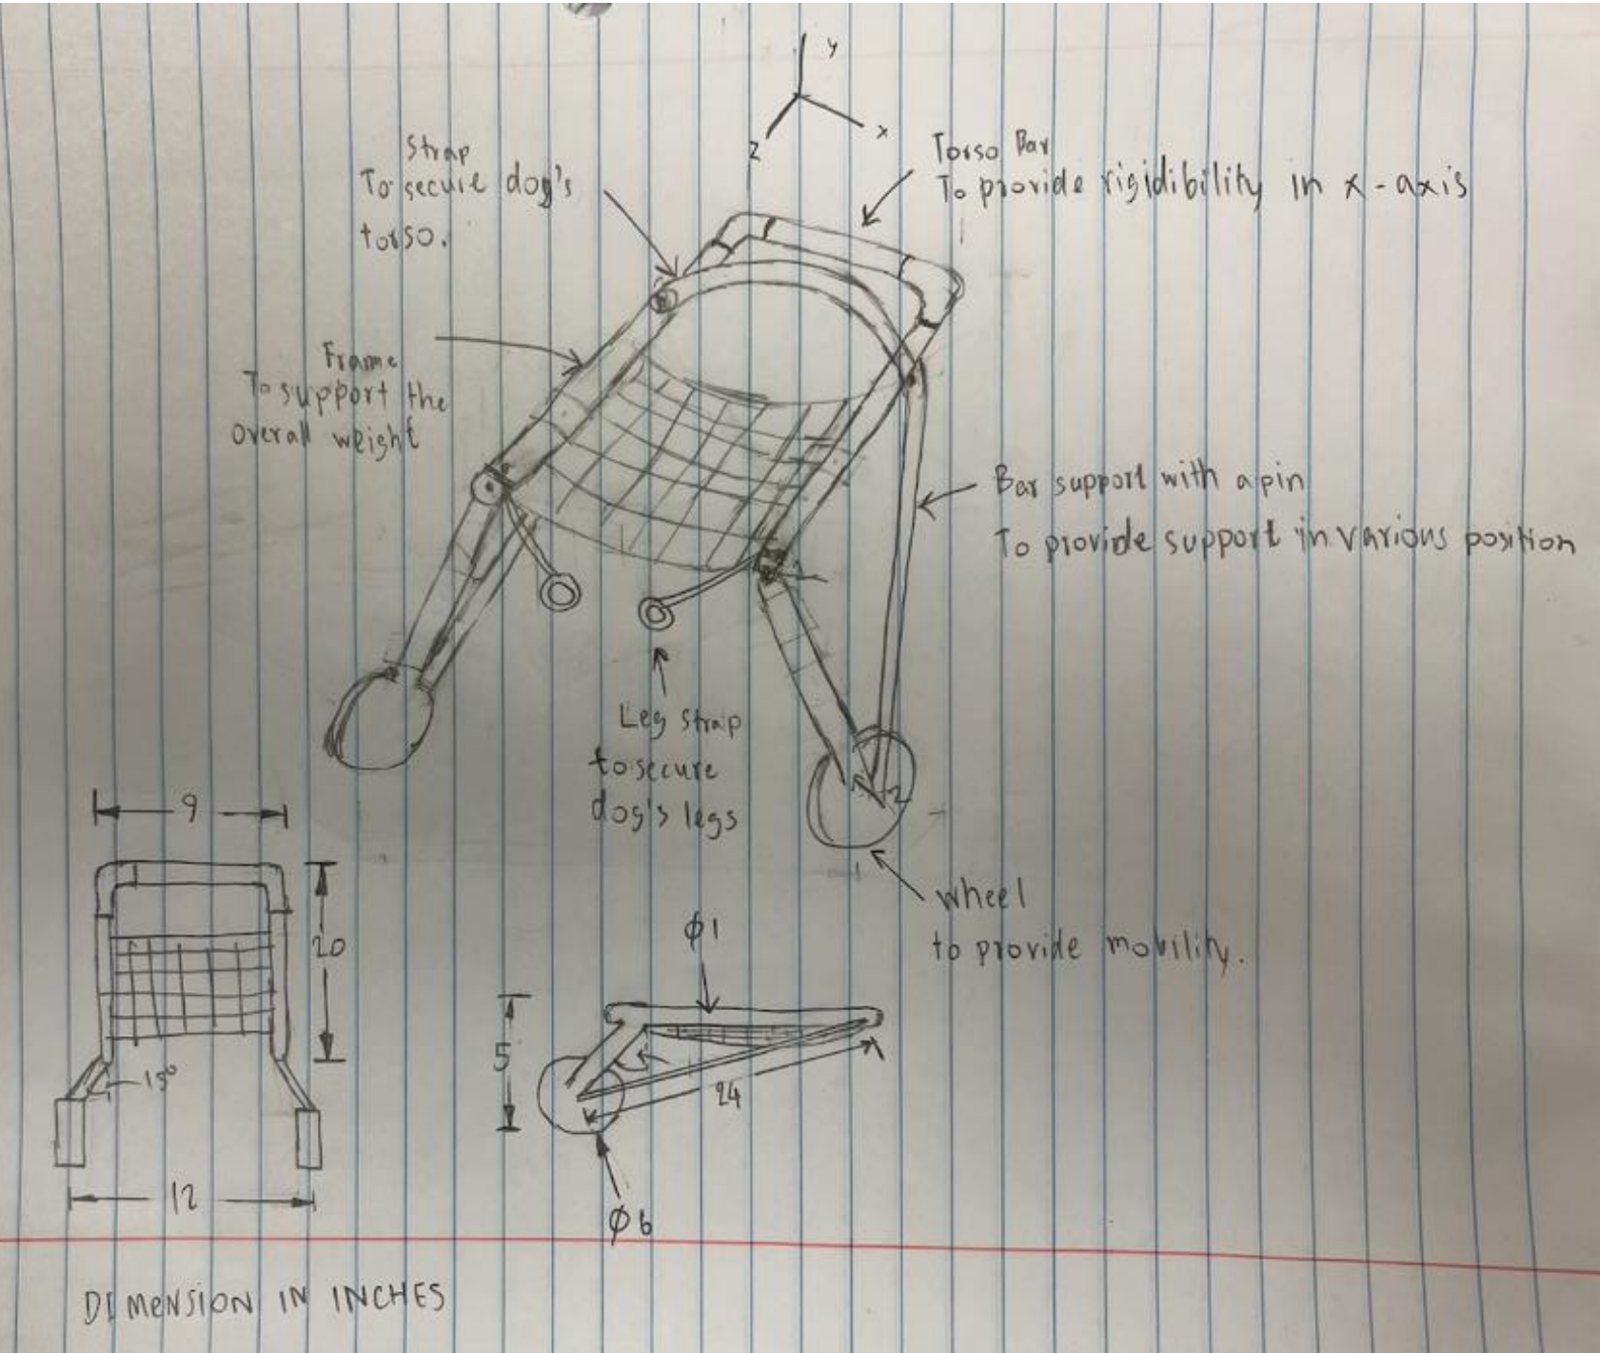 y
x
z
Strap
To secure dog's
torso.
Torso Bar
To provide rigidibility in x-axis
Frame
To support the
overall weight
Bar support with a pin
To provide support in various position
Leg strap
to secure
dog's legs
wheel
to provide mobility.
9
20
15°
12
ϕ1
5
24
ϕ6
DIMENSION IN INCHES